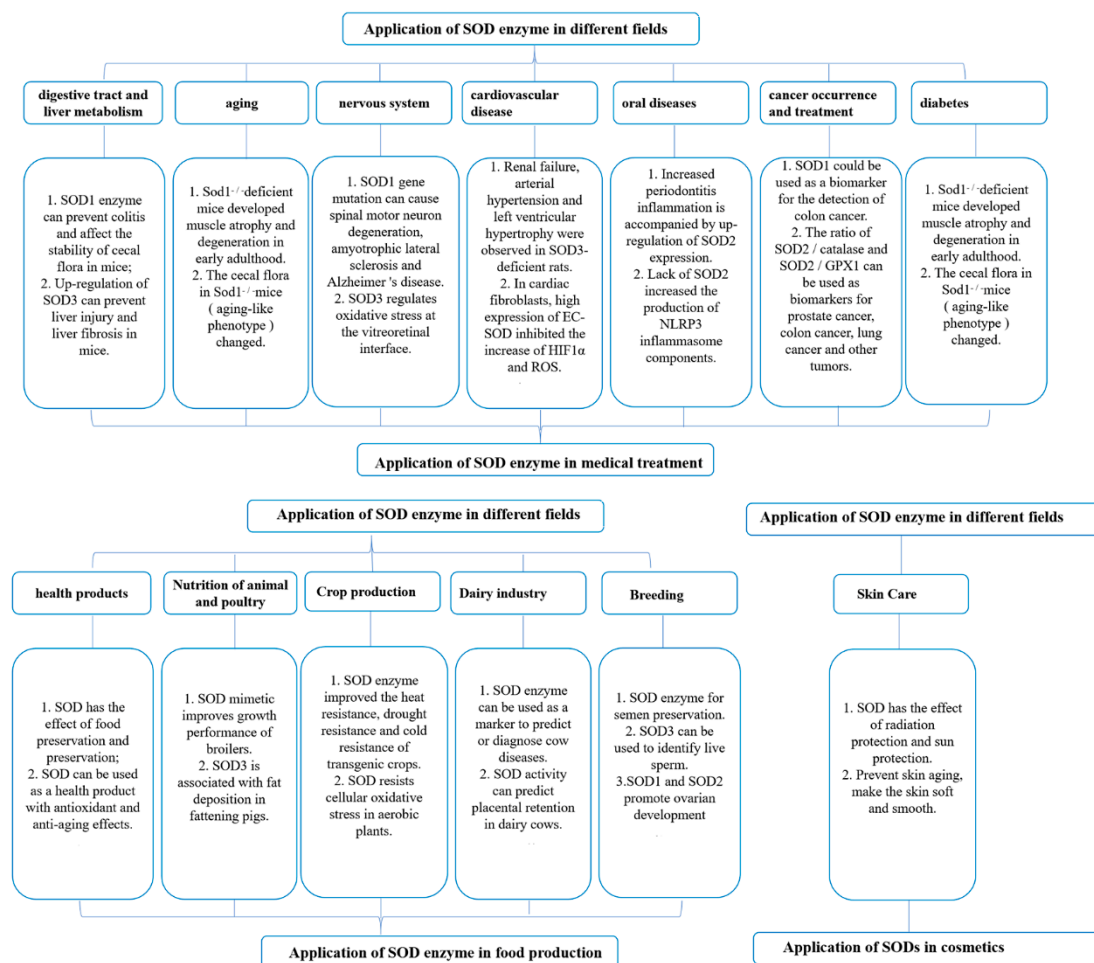 Application of SOD enzyme in different fields
digestive tract and
liver metabolism
aging
nervous system
cardiovascular
disease
oral diseases
cancer occurrence
and treatment
diabetes
1. SOD1 enzyme
can prevent colitis
and affect the
stability of cecal
flora in mice;
2. Up-regulation of
SOD3 can prevent
liver injury and
liver fibrosis in
mice.
1. Sod1-/-deficient
mice developed
muscle atrophy and
degeneration in
early adulthood.
2. The cecal flora
in Sod1-/-mice
( aging-like
phenotype )
changed.
1. SOD1 gene
mutation can cause
spinal motor neuron
degeneration,
amyotrophic lateral
sclerosis and
Alzheimer 's disease.
2. SOD3 regulates
oxidative stress at
the vitreoretinal
interface.
1. Renal failure,
arterial
hypertension and
left ventricular
hypertrophy were
observed in SOD3-
deficient rats.
2. In cardiac
fibroblasts, high
expression of EC-
SOD inhibited the
increase of HIF1α
and ROS.
1. Increased
periodontitis
inflammation is
accompanied by up-
regulation of SOD2
expression.
2. Lack of SOD2
increased the
production of
NLRP3
inflammasome
components.
1. SOD1 could be
used as a biomarker
for the detection of
colon cancer.
2. The ratio of
SOD2 / catalase and
SOD2 / GPX1 can
be used as
biomarkers for
prostate cancer,
colon cancer, lung
cancer and other
tumors.
1. Sod1-/-deficient
mice developed
muscle atrophy and
degeneration in
early adulthood.
2. The cecal flora
in Sod1-/-mice
( aging-like
phenotype )
changed.
Application of SOD enzyme in medical treatment
Application of SOD enzyme in different fields
health products
Nutrition of animal
and poultry
Crop production
Dairy industry
Breeding
1. SOD has the
effect of food
preservation and
preservation;
2. SOD can be used
as a health product
with antioxidant and
anti-aging effects.
1. SOD mimetic
improves growth
performance of
broilers.
2. SOD3 is
associated with fat
deposition in
fattening pigs.
1. SOD enzyme
improved the heat
resistance, drought
resistance and cold
resistance of
transgenic crops.
2. SOD resists
cellular oxidative
stress in aerobic
plants.
1. SOD enzyme
can be used as a
marker to predict
or diagnose cow
diseases.
2. SOD activity
can predict
placental retention
in dairy cows.
1. SOD enzyme for
semen preservation.
2. SOD3 can be
used to identify live
sperm.
3.SOD1 and SOD2
promote ovarian
development
Application of SOD enzyme in food production
Application of SOD enzyme in different fields
Skin Care
1. SOD has the
effect of radiation
protection and sun
protection.
2. Prevent skin aging,
make the skin soft
and smooth.
Application of SODs in cosmetics